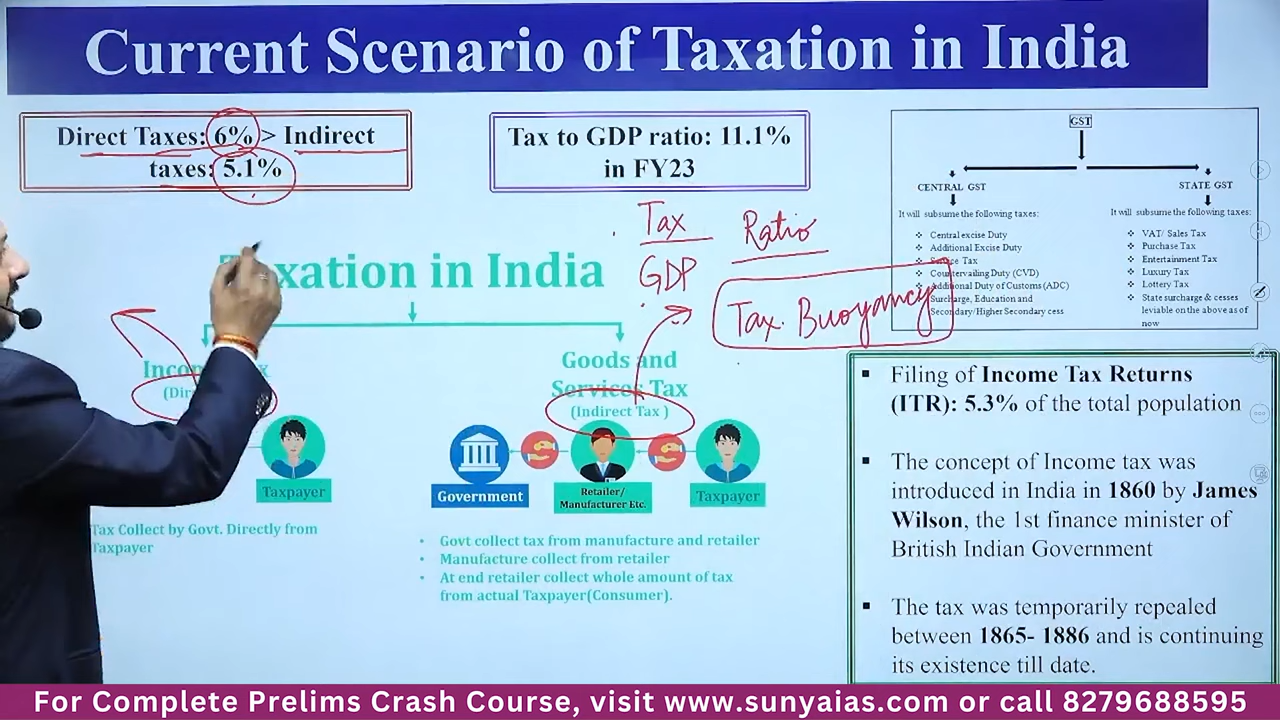 Current Scenario of Taxation in India
Direct Taxes: 6% > Indirect
taxes: 5.1%
Tax to GDP ratio: 11.1%
in FY23
GST
CENTRAL GST
It will subsume the following taxes:
Central excise Duty
Additional Excise Duty
Service Tax
Countervailing Duty (CVD)
Additional Duty of Customs (ADC)
Surcharge, Education and
Secondary/Higher Secondary cess
STATE GST
It will subsume the following taxes:
VAT/ Sales Tax
Purchase Tax
Entertainment Tax
Luxury Tax
Lottery Tax
State surcharge & cesses
leviable on the above as of
now
Tax
GDP
Ratio
Tax Buoyancy
Taxation in India
(Dir
Taxpayer
Tax Collect by Govt. Directly from
Taxpayer
Goods and
Services Tax
(Indirect Tax )
Government
Retailer/
Manufacturer Etc.
Taxpayer
• Govt collect tax from manufacture and retailer
• Manufacture collect from retailer
• At end retailer collect whole amount of tax
from actual Taxpayer(Consumer).
▪ Filing of Income Tax Returns
(ITR): 5.3% of the total population
▪ The concept of Income tax was
introduced in India in 1860 by James
Wilson, the 1st finance minister of
British Indian Government
▪ The tax was temporarily repealed
between 1865- 1886 and is continuing
its existence till date.
For Complete Prelims Crash Course, visit www.sunyaias.com or call 8279688595